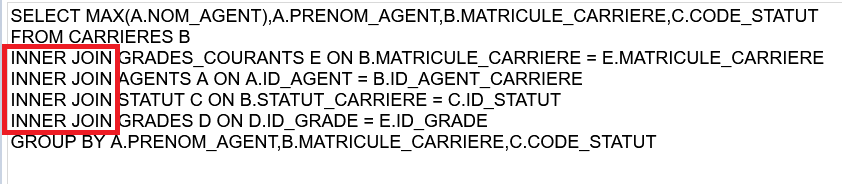 SELECT MAX(A.NOM_AGENT),A.PRENOM_AGENT,B.MATRICULE_CARRIERE,C.CODE_STATUT
FROM CARRIERES B
INNER JOIN GRADES_COURANTS E ON B.MATRICULE_CARRIERE = E.MATRICULE_CARRIERE
INNER JOIN AGENTS A ON A.ID_AGENT = B.ID_AGENT_CARRIERE
INNER JOIN STATUT C ON B.STATUT_CARRIERE = C.ID_STATUT
INNER JOIN GRADES D ON D.ID_GRADE = E.ID_GRADE
GROUP BY A.PRENOM_AGENT,B.MATRICULE_CARRIERE,C.CODE_STATUT